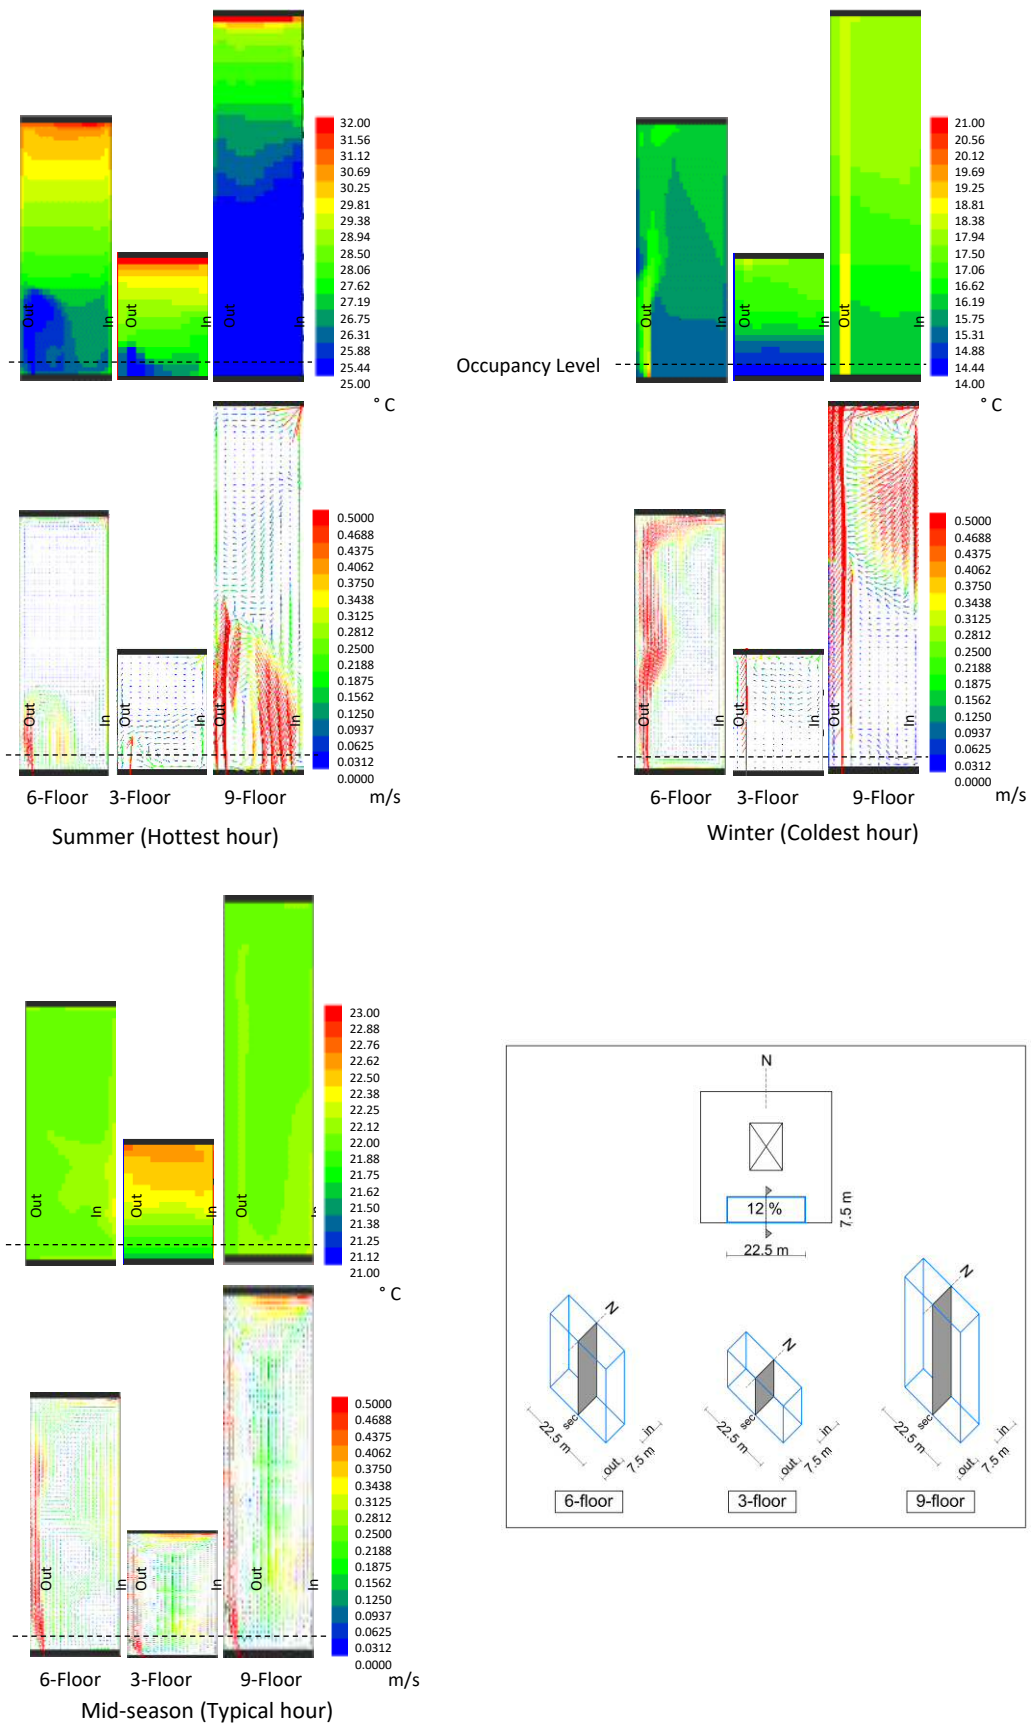 32.00
31.56
31.12
30.69
30.25
29.81
29.38
28.94
28.50
28.06
27.62
27.19
26.75
26.31
25.88
25.44
25.00
° C
Out
In
Out
In
Out
In
21.00
20.56
20.12
19.69
19.25
18.81
18.38
17.94
17.50
17.06
16.62
16.19
15.75
15.31
14.88
14.44
14.00
° C
Out
In
Out
In
Out
In
Occupancy Level
0.5000
0.4688
0.4375
0.4062
0.3750
0.3438
0.3125
0.2812
0.2500
0.2188
0.1875
0.1562
0.1250
0.0937
0.0625
0.0312
0.0000
m/s
Out
In
Out
In
Out
In
6-Floor
3-Floor
9-Floor
Summer (Hottest hour)
0.5000
0.4688
0.4375
0.4062
0.3750
0.3438
0.3125
0.2812
0.2500
0.2188
0.1875
0.1562
0.1250
0.0937
0.0625
0.0312
0.0000
m/s
Out
In
Out
In
Out
In
6-Floor
3-Floor
9-Floor
Winter (Coldest hour)
23.00
22.88
22.76
22.62
22.50
22.38
22.25
22.12
22.00
21.88
21.75
21.62
21.50
21.38
21.25
21.12
21.00
° C
Out
In
Out
In
Out
In
0.5000
0.4688
0.4375
0.4062
0.3750
0.3438
0.3125
0.2812
0.2500
0.1875
0.1562
0.1250
0.0937
0.0625
0.0312
0.0000
m/s
Out
In
Out
In
Out
In
6-Floor
3-Floor
9-Floor
Mid-season (Typical hour)
N
12 %
7.5 m
22.5 m
N
sec
22.5 m
out
7.5 m
in
6-floor
N
sec
22.5 m
out
7.5 m
in
3-floor
N
sec
22.5 m
out
7.5 m
in
9-floor